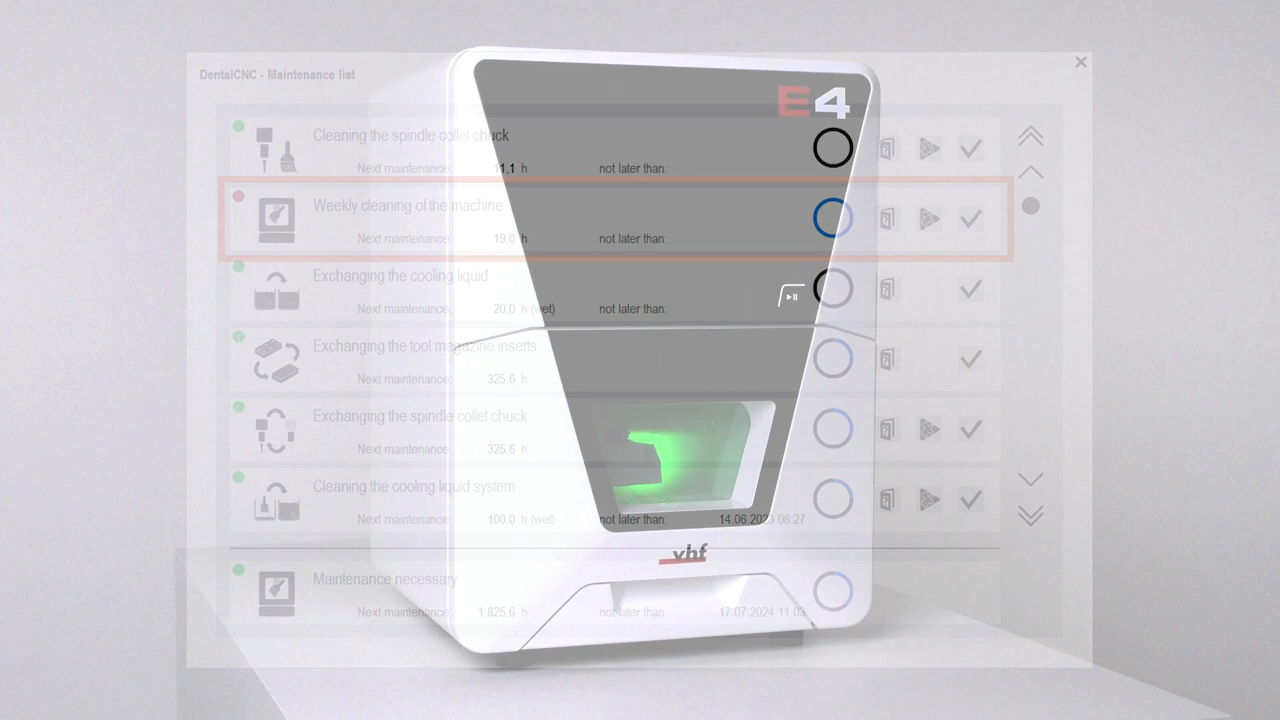 DentalCNC - Maintenance list
E4
Cleaning the spindle collet chuck
Next maintenance: 11,1 h not later than:
Weekly cleaning of the machine
Next maintenance: 19,0 h not later than:
Exchanging the cooling liquid
Next maintenance: 20,0 h (wet) not later than:
Exchanging the tool magazine inserts
Next maintenance: 325,6 h
Exchanging the spindle collet chuck
Next maintenance: 325,6 h
Cleaning the cooling liquid system
Next maintenance: 100,0 h (wet) not later than: 14 06 2023 08:27
vhf
Maintenance necessary
Next maintenance: 1 825,6 h not later than: 17 07 2024 11:03